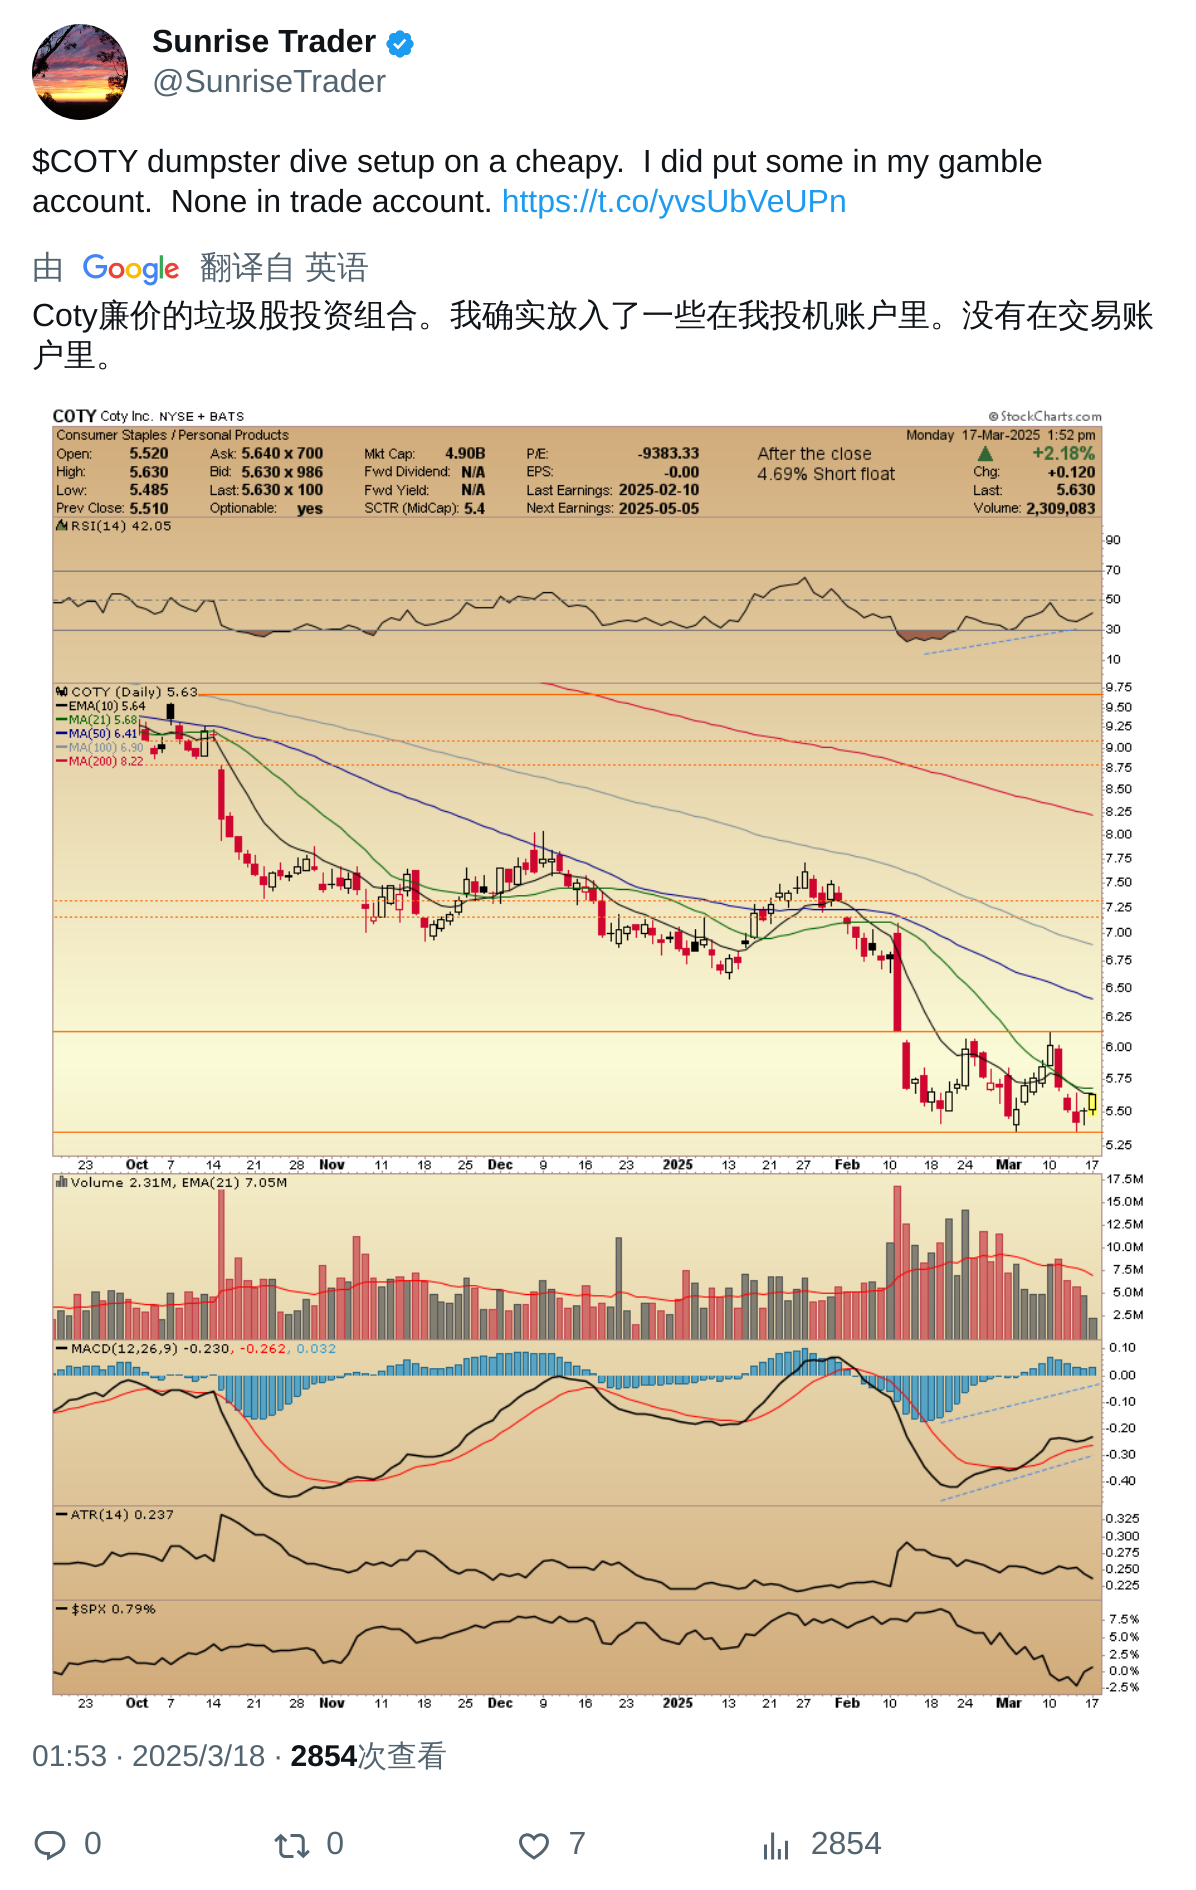 Sunrise Trader
@SunriseTrader
$COTY dumpster dive setup on a cheapy.  I did put some in my gamble
account.  None in trade account. https://t.co/yvsUbVeUPn
由 Google 翻译自 英语
Coty廉价的垃圾股投资组合。我确实放入了一些在我投机账户里。没有在交易账
户里。
COTY Coty Inc. NYSE + BATS © StockCharts.com
Consumer Staples / Personal Products Monday 17-Mar-2025 1:52 pm
Open: 5.520 Ask: 5.640 x 700 Mkt Cap: 4.90B P/E: -9383.33 After the close ▲ +2.18%
High: 5.630 Bid: 5.630 x 986 Fwd Dividend: N/A EPS: -0.00 4.69% Short float Chg: +0.120
Low: 5.485 Last: 5.630 x 100 Fwd Yield: N/A Last Earnings: 2025-02-10 Last: 5.630
Prev Close: 5.510 Optionable: yes SCTR (MidCap): 5.4 Next Earnings: 2025-05-05 Volume: 2,309,083
RSI(14) 42.05
90
70
50
30
10
COTY (Daily) 5.63
EMA(10) 5.64
MA(21) 5.68
MA(50) 6.41
MA(100) 6.90
MA(200) 8.22
9.75
9.50
9.25
9.00
8.75
8.50
8.25
8.00
7.75
7.50
7.25
7.00
6.75
6.50
6.25
6.00
5.75
5.50
5.25
23 Oct 7 14 21 28 Nov 11 18 25 Dec 9 16 23 2025 13 21 27 Feb 10 18 24 Mar 10 17
Volume 2.31M, EMA(21) 7.05M
17.5M
15.0M
12.5M
10.0M
7.5M
5.0M
2.5M
MACD(12,26,9) -0.230, -0.262, 0.032
0.10
0.00
-0.10
-0.20
-0.30
-0.40
ATR(14) 0.237
0.325
0.300
0.275
0.250
0.225
$SPX 0.79%
7.5%
5.0%
2.5%
0.0%
-2.5%
23 Oct 7 14 21 28 Nov 11 18 25 Dec 9 16 23 2025 13 21 27 Feb 10 18 24 Mar 10 17
01:53 · 2025/3/18 · 2854次查看
0 0 7 2854